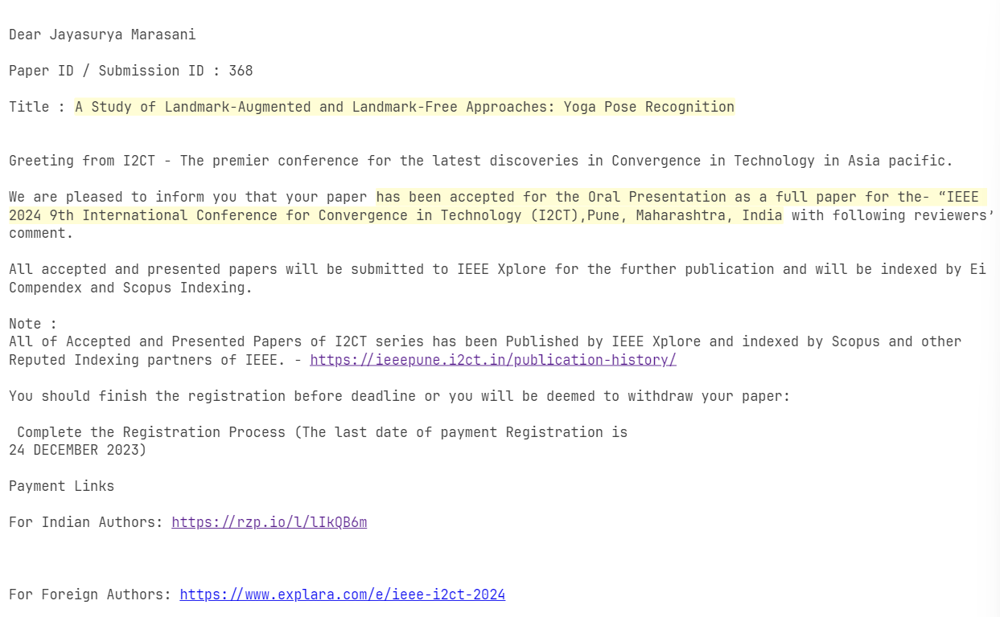 Dear Jayasurya Marasani
Paper ID / Submission ID : 368
Title : A Study of Landmark-Augmented and Landmark-Free Approaches: Yoga Pose Recognition
Greeting from I2CT - The premier conference for the latest discoveries in Convergence in Technology in Asia pacific.
We are pleased to inform you that your paper has been accepted for the Oral Presentation as a full paper for the- “IEEE
2024 9th International Conference for Convergence in Technology (I2CT),Pune, Maharashtra, India with following reviewers’
comment.
All accepted and presented papers will be submitted to IEEE Xplore for the further publication and will be indexed by Ei
Compendex and Scopus Indexing.
Note :
All of Accepted and Presented Papers of I2CT series has been Published by IEEE Xplore and indexed by Scopus and other
Reputed Indexing partners of IEEE. - https://ieeepune.i2ct.in/publication-history/
You should finish the registration before deadline or you will be deemed to withdraw your paper:
Complete the Registration Process (The last date of payment Registration is
24 DECEMBER 2023)
Payment Links
For Indian Authors: https://rzp.io/l/lIkQB6m
For Foreign Authors: https://www.explara.com/e/ieee-i2ct-2024